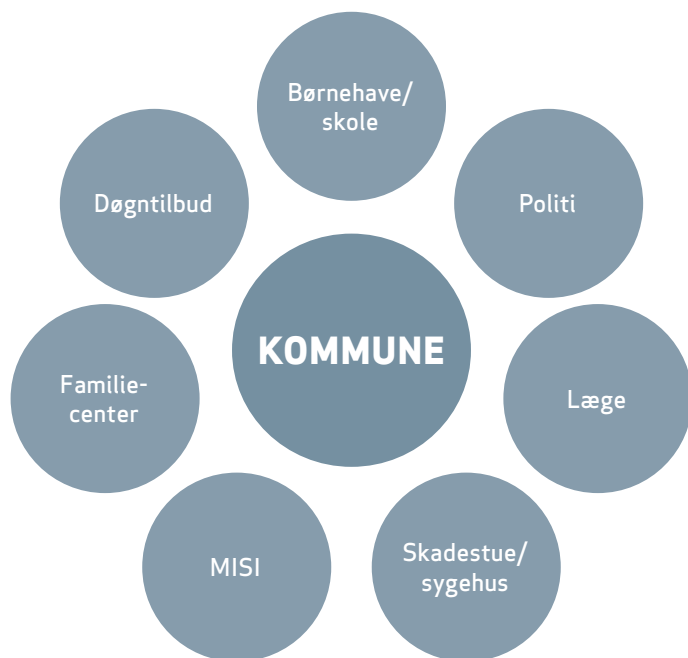 Børnehave/
skole
Døgntilbud
Politi
KOMMUNE
Familie-
center
Læge
MISI
Skadestue/
sygehus